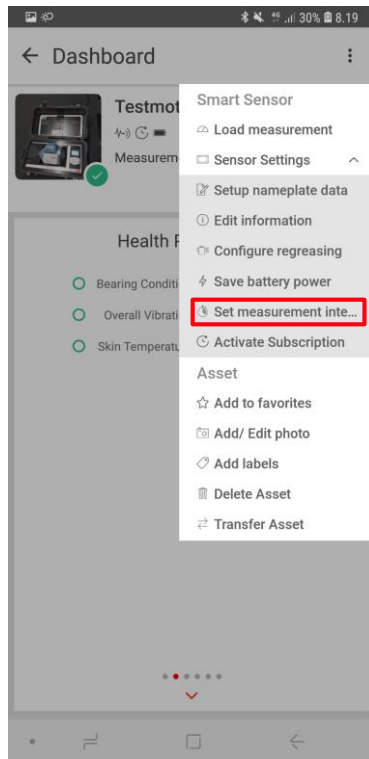 30% 8.19
Dashboard
Testmot
Measurem
Health
Bearing Conditi
Overall Vibrati
Skin Temperatu
Smart Sensor
Load measurement
Sensor Settings
Setup nameplate data
Edit information
Configure regreasing
Save battery power
Set measurement inte...
Activate Subscription
Asset
Add to favorites
Add/ Edit photo
Add labels
Delete Asset
Transfer Asset